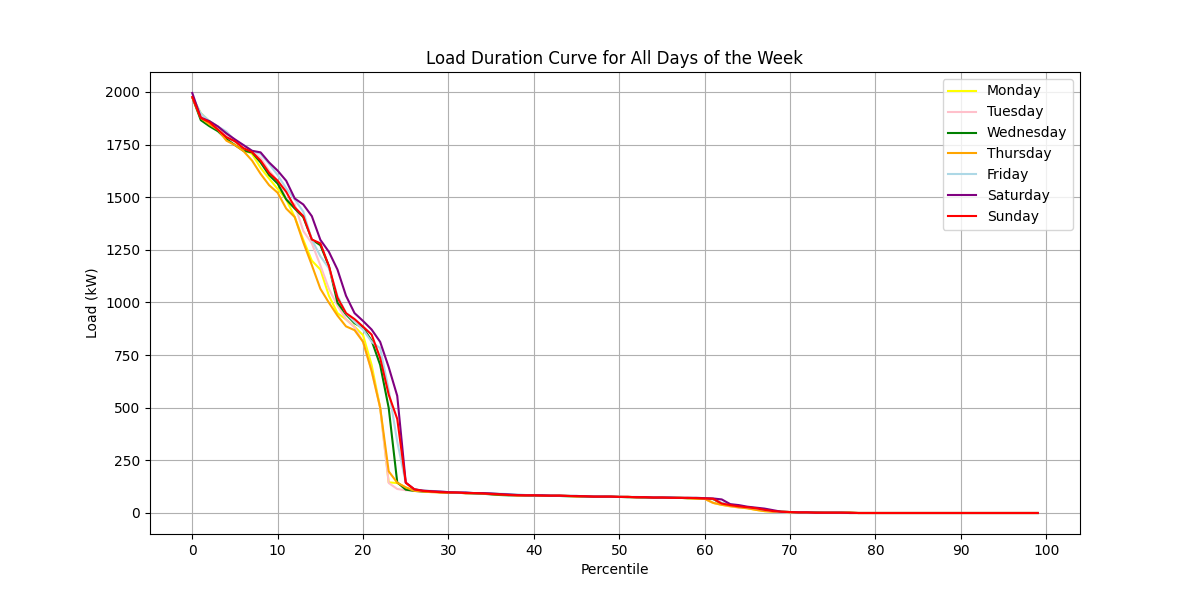 Load Duration Curve for All Days of the Week
2000
1750
1500
1250
1000
750
500
250
0
Load (kW)
0 10 20 30 40 50 60 70 80 90 100
Percentile
Monday
Tuesday
Wednesday
Thursday
Friday
Saturday
Sunday